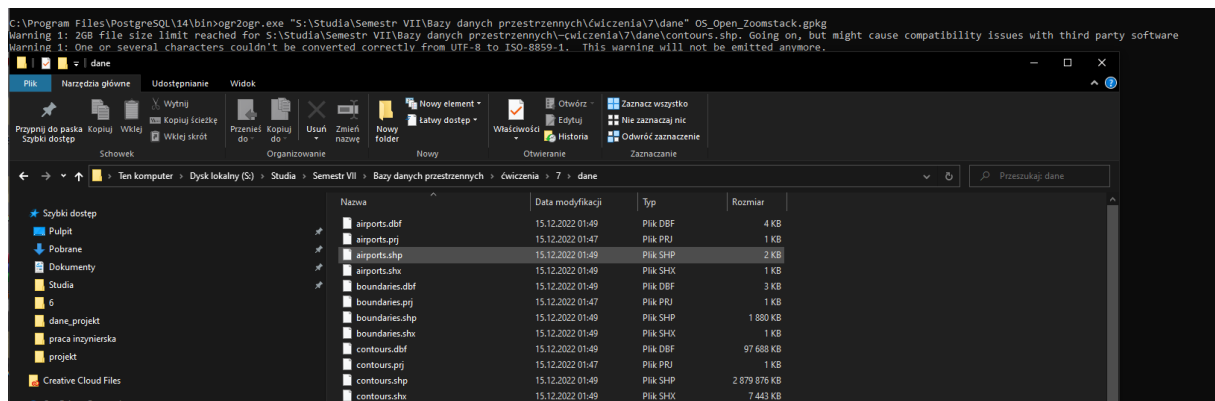 C:\Program Files\PostgreSQL\14\bin>ogr2ogr.exe "S:\Studia\Semestr VII\Bazy danych przestrzennych\ćwiczenia\7\dane" OS_Open_Zoomstack.gpkg
Warning 1: 2GB file size limit reached for S:\Studia\Semestr VII\Bazy danych przestrzennych\—çwiczenia\7\dane\contours.shp. Going on, but might cause compatibility issues with third party software
Warning 1: One or several characters couldn't be converted correctly from UTF-8 to ISO-8859-1.  This warning will not be emitted anymore.
dane
Plik Narzędzia główne Udostępnianie Widok
Przypnij do paska Szybki dostęp
Kopiuj
Wklej
Wytnij
Kopiuj ścieżkę
Wklej skrót
Schowek
Przenieś do
Kopiuj do
Usuń
Zmień nazwę
Organizowanie
Nowy folder
Nowy element
Łatwy dostęp
Nowy
Właściwości
Otwórz
Edytuj
Historia
Otwieranie
Zaznacz wszystko
Nie zaznaczaj nic
Odwróć zaznaczenie
Zaznaczanie
Ten komputer > Dysk lokalny (S:) > Studia > Semestr VII > Bazy danych przestrzennych > ćwiczenia > 7 > dane
Przeszukaj: dane
Szybki dostęp
Pulpit
Pobrane
Dokumenty
Studia
6
dane_projekt
praca inzynierska
projekt
Creative Cloud Files
Nazwa Data modyfikacji Typ Rozmiar
airports.dbf 15.12.2022 01:49 Plik DBF 4 KB
airports.prj 15.12.2022 01:47 Plik PRJ 1 KB
airports.shp 15.12.2022 01:49 Plik SHP 2 KB
airports.shx 15.12.2022 01:49 Plik SHX 1 KB
boundaries.dbf 15.12.2022 01:49 Plik DBF 3 KB
boundaries.prj 15.12.2022 01:47 Plik PRJ 1 KB
boundaries.shp 15.12.2022 01:49 Plik SHP 1 880 KB
boundaries.shx 15.12.2022 01:49 Plik SHX 1 KB
contours.dbf 15.12.2022 01:49 Plik DBF 97 688 KB
contours.prj 15.12.2022 01:47 Plik PRJ 1 KB
contours.shp 15.12.2022 01:49 Plik SHP 2 879 876 KB
contours.shx 15.12.2022 01:49 Plik SHX 7 443 KB